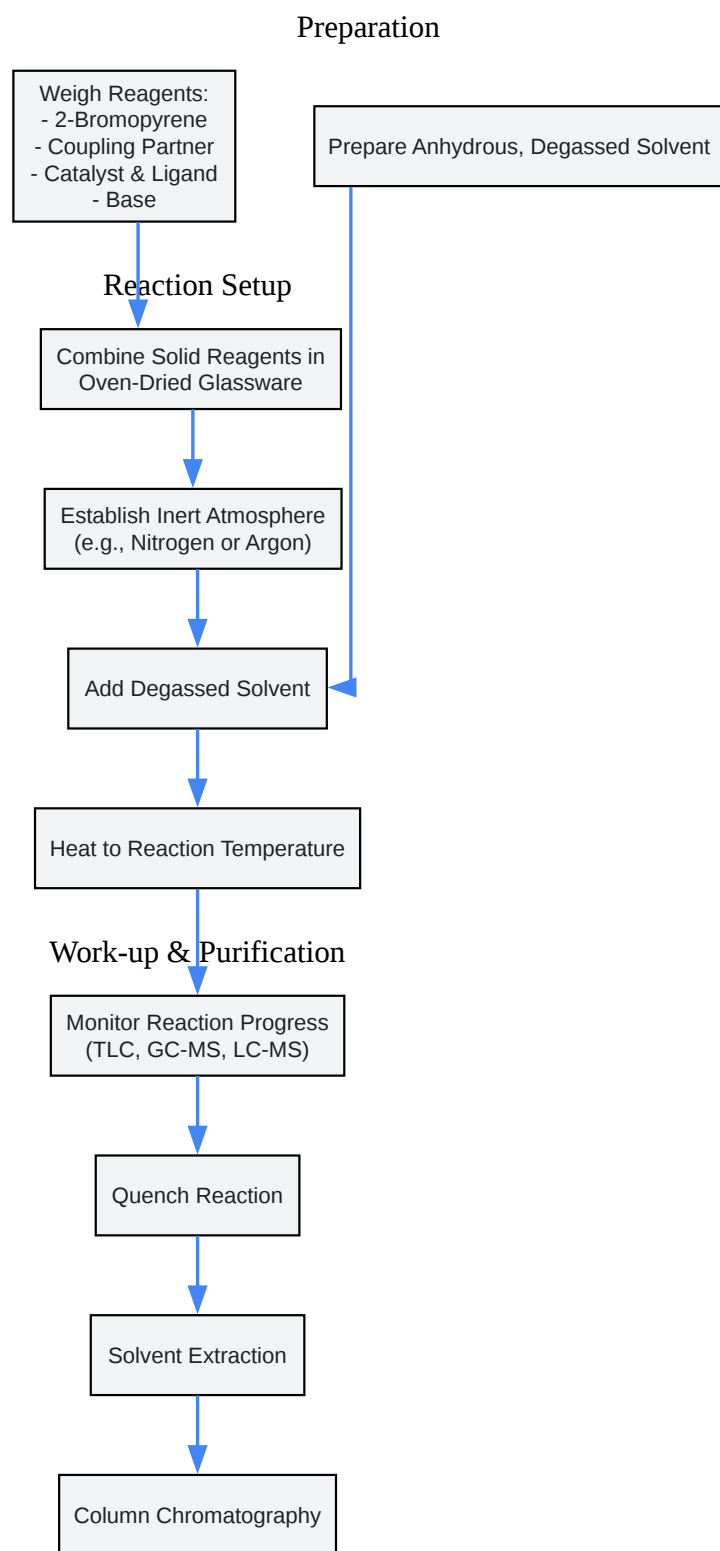 Preparation
Weigh Reagents:
- 2-Bromopyrene
- Coupling Partner
- Catalyst & Ligand
- Base
Prepare Anhydrous, Degassed Solvent
Reaction Setup
Combine Solid Reagents in
Oven-Dried Glassware
Establish Inert Atmosphere
(e.g., Nitrogen or Argon)
Add Degassed Solvent
Heat to Reaction Temperature
Work-up & Purification
Monitor Reaction Progress
(TLC, GC-MS, LC-MS)
Quench Reaction
Solvent Extraction
Column Chromatography